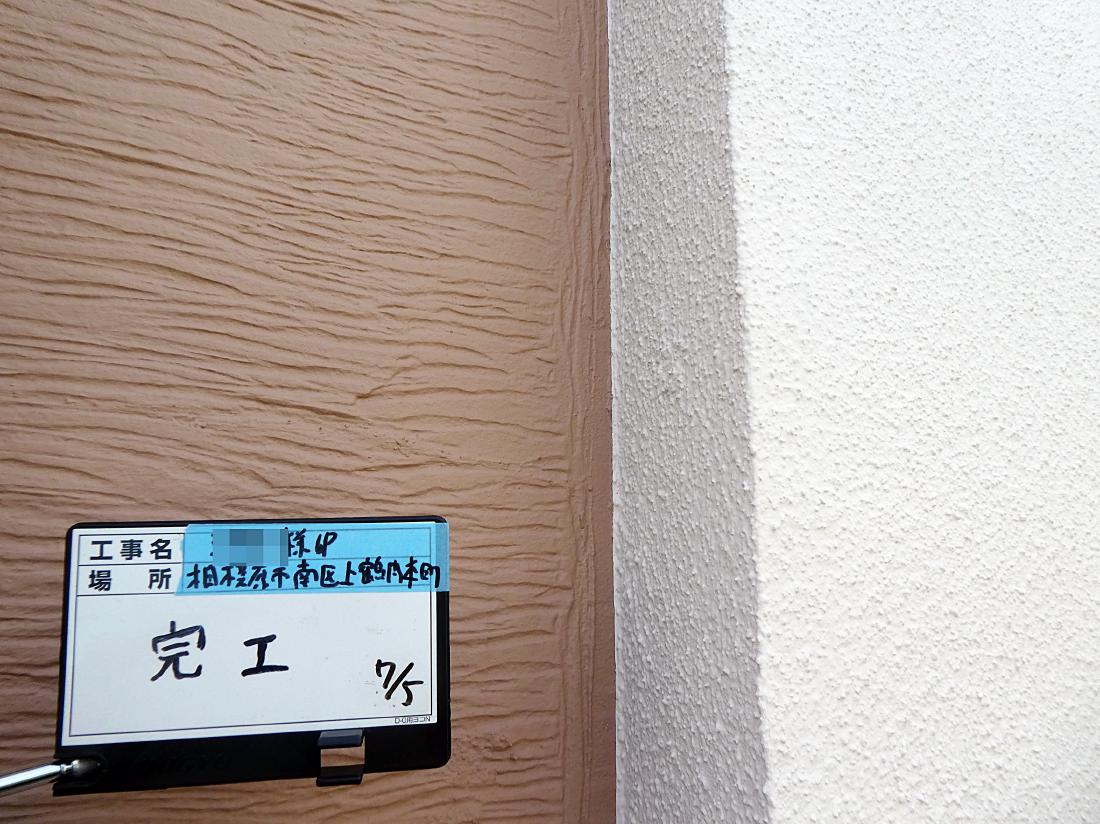 工事名 様邸
場所 相模原市南区上鶴間本町
完工
7/5